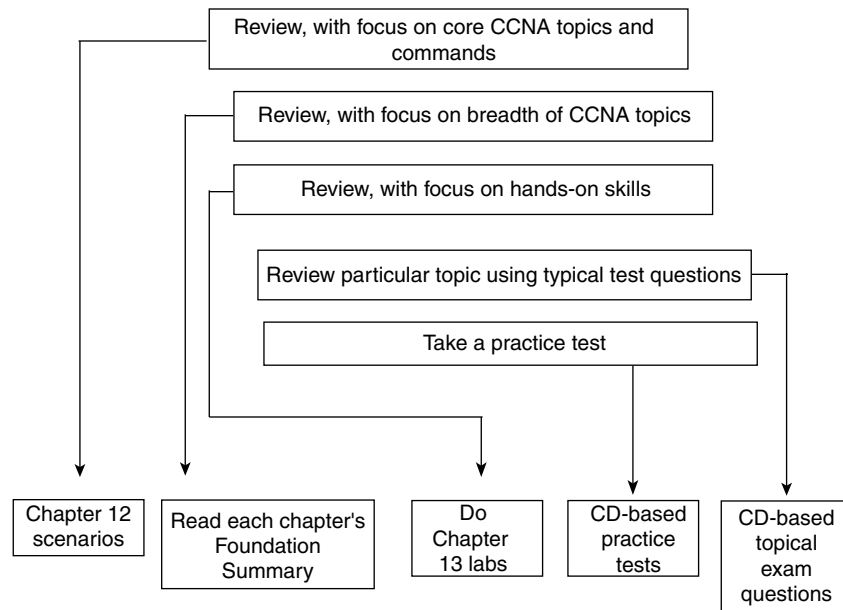 Review, with focus on core CCNA topics and
commands
Review, with focus on breadth of CCNA topics
Review, with focus on hands-on skills
Review particular topic using typical test questions
Take a practice test
Chapter 12
scenarios
Read each chapter's
Foundation
Summary
Do
Chapter
13 labs
CD-based
practice
tests
CD-based
topical
exam
questions